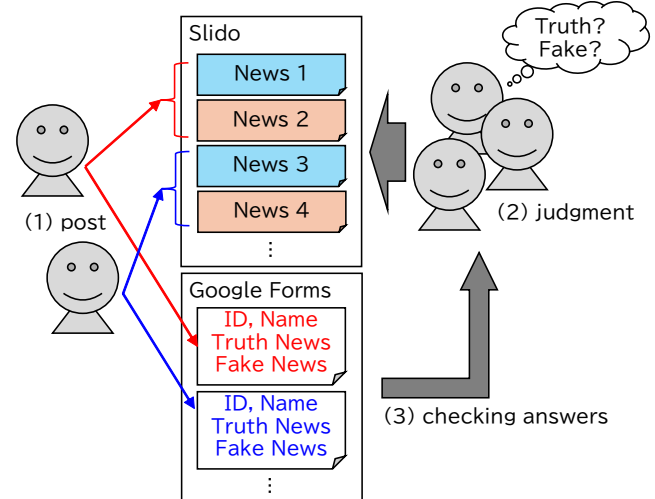 Slido
News 1
News 2
News 3
News 4
⋮
Truth?
Fake?
(1) post
(2) judgment
Google Forms
ID, Name
Truth News
Fake News
ID, Name
Truth News
Fake News
⋮
(3) checking answers